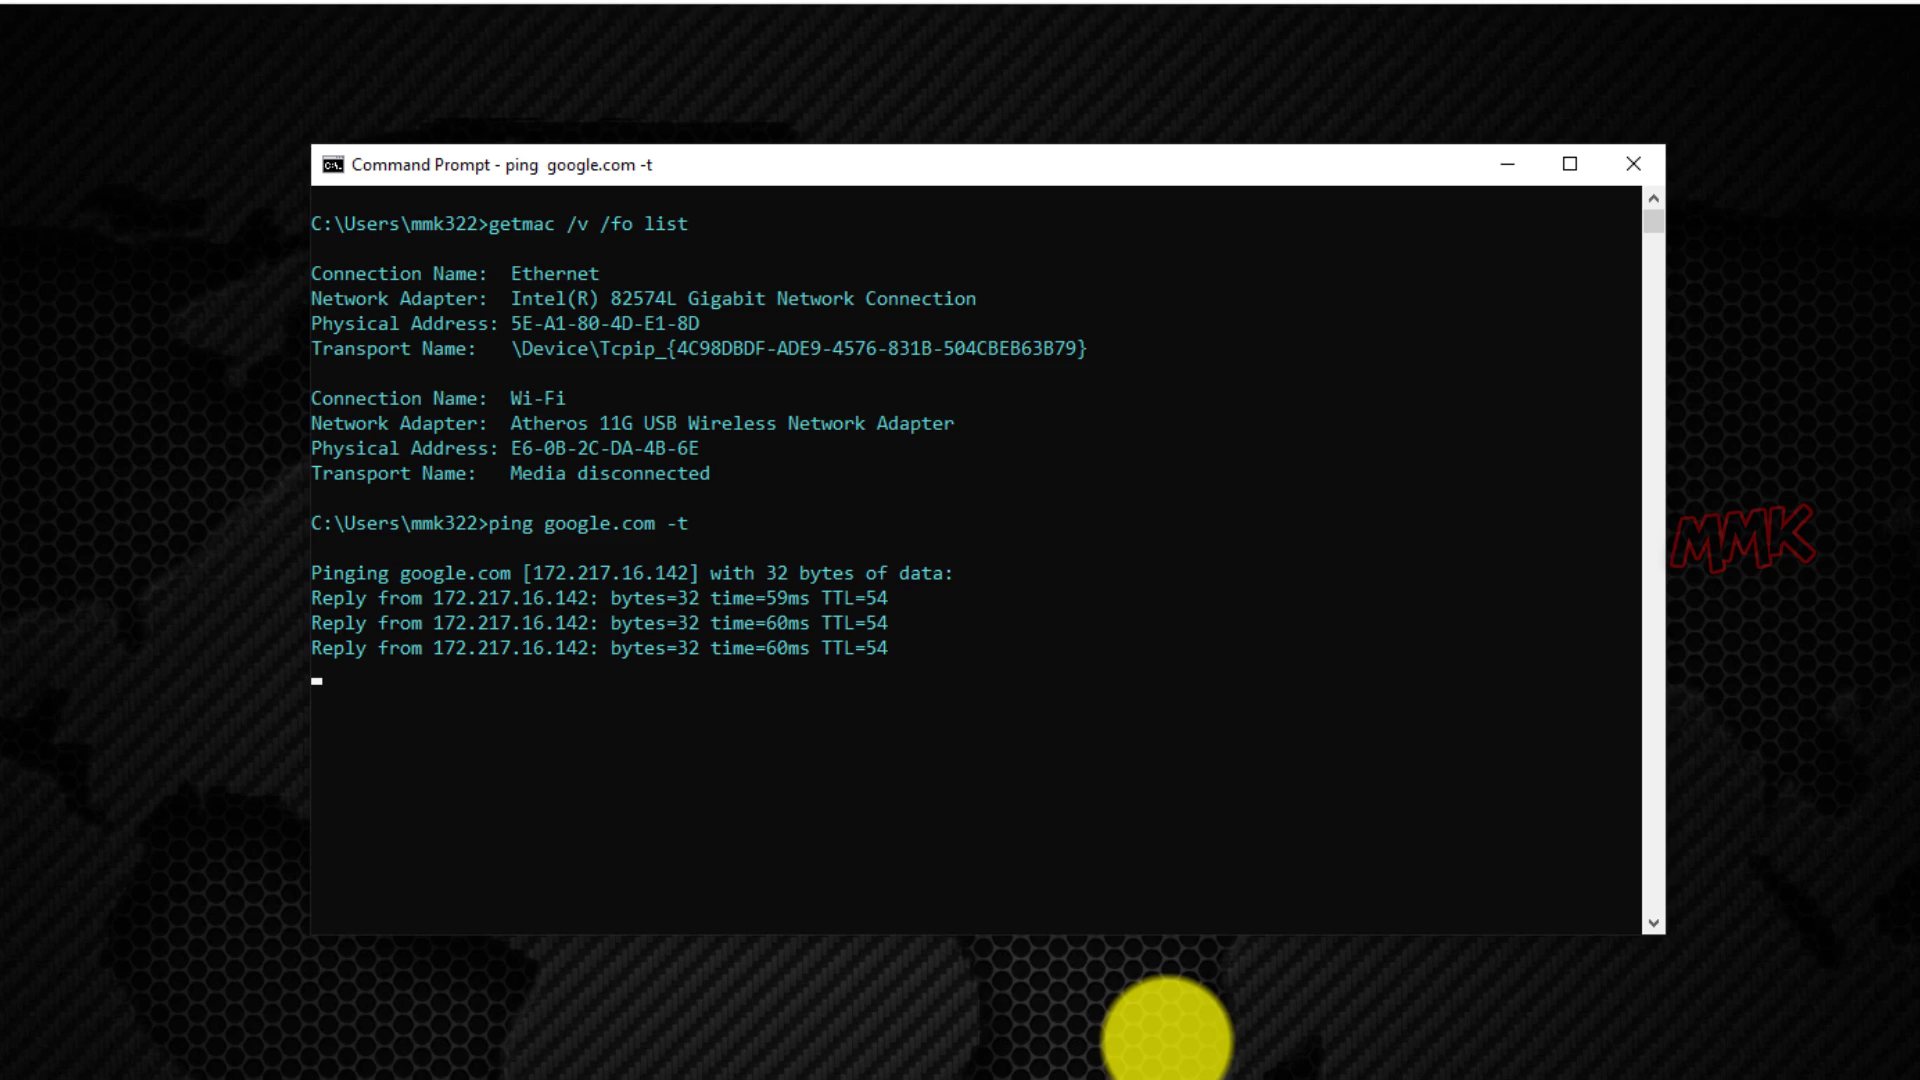 Command Prompt - ping  google.com -t
C:\Users\mmk322>getmac /v /fo list
Connection Name:  Ethernet
Network Adapter:  Intel(R) 82574L Gigabit Network Connection
Physical Address: 5E-A1-80-4D-E1-8D
Transport Name:   \Device\Tcpip_{4C98DBDF-ADE9-4576-831B-504CBEB63B79}
Connection Name:  Wi-Fi
Network Adapter:  Atheros 11G USB Wireless Network Adapter
Physical Address: E6-0B-2C-DA-4B-6E
Transport Name:   Media disconnected
C:\Users\mmk322>ping google.com -t
MMK
Pinging google.com [172.217.16.142] with 32 bytes of data:
Reply from 172.217.16.142: bytes=32 time=59ms TTL=54
Reply from 172.217.16.142: bytes=32 time=60ms TTL=54
Reply from 172.217.16.142: bytes=32 time=60ms TTL=54